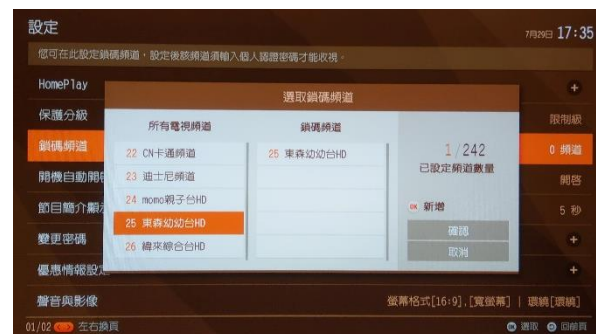 設定
7月29日 17:35
您可在此設定鎖碼頻道，設定後該頻道須輸入個人認證密碼才能收視。
HomePlay
保護分級
限制級
鎖碼頻道
0 頻道
開機自動開
開啓
節目簡介顯
5 秒
變更密碼
優惠情報設
聲音與影像
螢幕格式[16:9],[寬螢幕] | 環繞[環繞]
選取鎖碼頻道
所有電視頻道
鎖碼頻道
22 CN卡通頻道
23 迪士尼頻道
24 momo親子台HD
25 東森幼幼台HD
26 緯來綜合台HD
25 東森幼幼台HD
1/242
已設定頻道數量
OK 新增
確認
取消
01/02 左右換頁
選取 回前頁